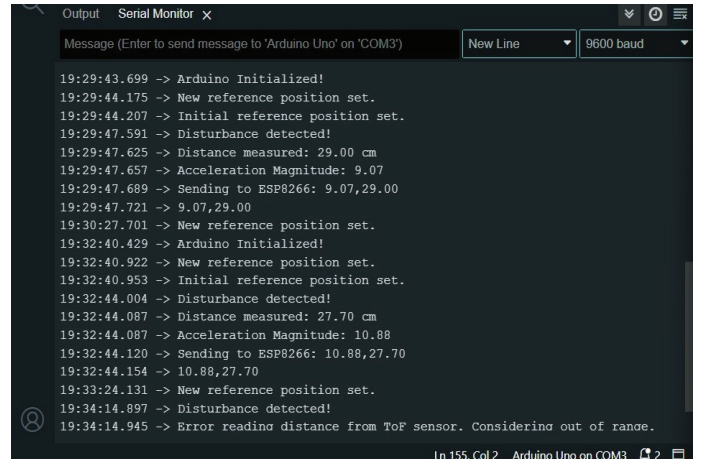 Output Serial Monitor X
Message (Enter to send message to 'Arduino Uno' on 'COM3') New Line 9600 baud
19:29:43.699 -> Arduino Initialized!
19:29:44.175 -> New reference position set.
19:29:44.207 -> Initial reference position set.
19:29:47.591 -> Disturbance detected!
19:29:47.625 -> Distance measured: 29.00 cm
19:29:47.657 -> Acceleration Magnitude: 9.07
19:29:47.689 -> Sending to ESP8266: 9.07,29.00
19:29:47.721 -> 9.07,29.00
19:30:27.701 -> New reference position set.
19:32:40.429 -> Arduino Initialized!
19:32:40.922 -> New reference position set.
19:32:40.953 -> Initial reference position set.
19:32:44.004 -> Disturbance detected!
19:32:44.087 -> Distance measured: 27.70 cm
19:32:44.087 -> Acceleration Magnitude: 10.88
19:32:44.120 -> Sending to ESP8266: 10.88,27.70
19:32:44.154 -> 10.88,27.70
19:33:24.131 -> New reference position set.
19:34:14.897 -> Disturbance detected!
19:34:14.945 -> Error reading distance from ToF sensor. Considering out of range.
Ln 155, Col 2 Arduino Uno on COM3 2